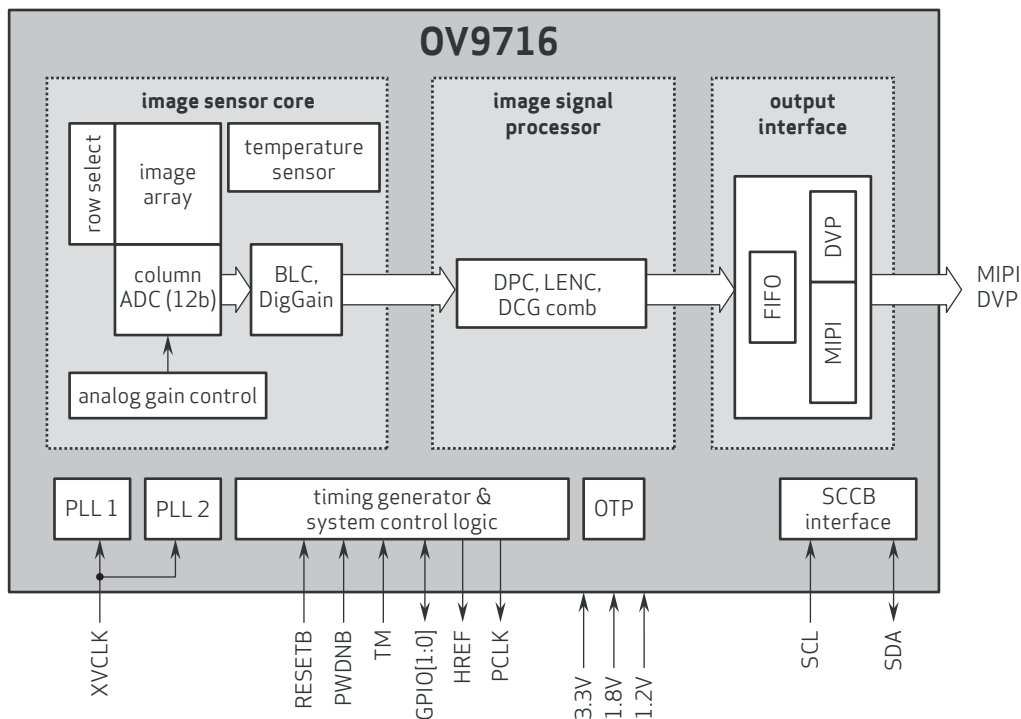 OV9716
image sensor core
row select
image
array
temperature
sensor
column
ADC (12b)
BLC,
DigGain
analog gain control
image signal
processor
DPC, LENC,
DCG comb
output
interface
FIFO
DVP
MIPI
MIPI
DVP
PLL 1
PLL 2
timing generator &
system control logic
OTP
SCCB
interface
XVCLK
RESETB
PWDNB
TM
GPIO[1:0]
HREF
PCLK
3.3V
1.8V
1.2V
SCL
SDA